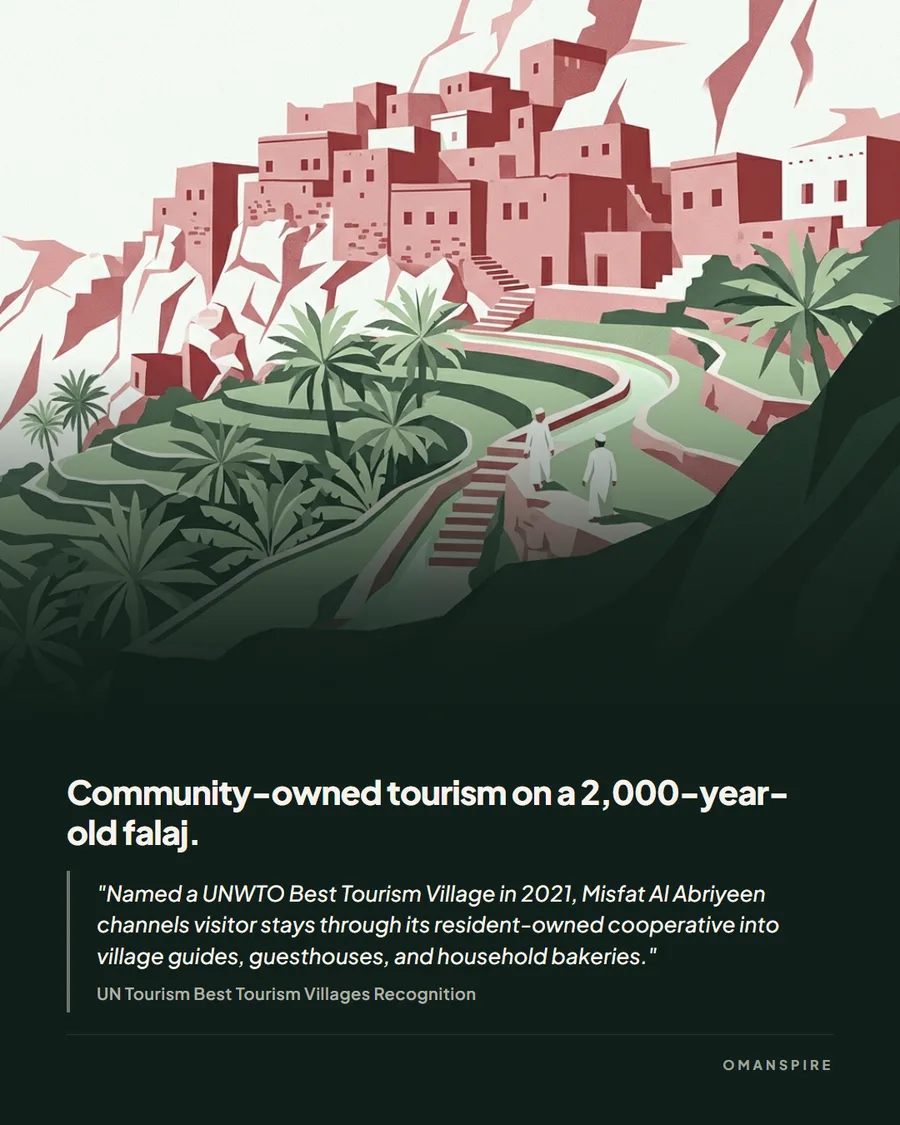 Community-owned tourism on a 2,000-year-
old falaj.
"Named a UNWTO Best Tourism Village in 2021, Misfat Al Abriyeen
channels visitor stays through its resident-owned cooperative into
village guides, guesthouses, and household bakeries."
UN Tourism Best Tourism Villages Recognition
OMANSPIRE